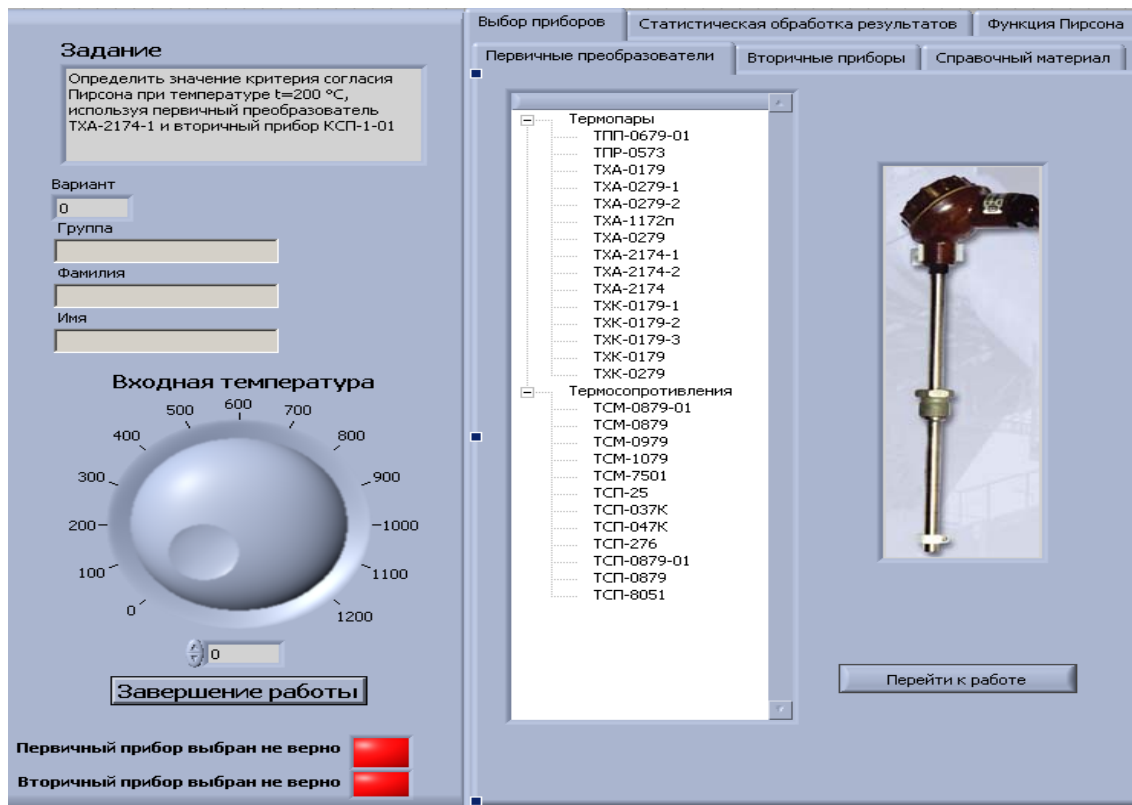 Задание
Определить значение критерия согласия
Пирсона при температуре t=200 °C,
используя первичный преобразователь
ТХА-2174-1 и вторичный прибор КСП-1-01
Вариант
0
Группа
Фамилия
Имя
Входная температура
0
100
200
300
400
500
600
700
800
900
1000
1100
1200
0
Завершение работы
Первичный прибор выбран не верно
Вторичный прибор выбран не верно
Выбор приборов
Статистическая обработка результатов
Функция Пирсона
Первичные преобразователи
Вторичные приборы
Справочный материал
Термопары
ТПП-0679-01
ТПР-0573
ТХА-0179
ТХА-0279-1
ТХА-0279-2
ТХА-1172п
ТХА-0279
ТХА-2174-1
ТХА-2174-2
ТХА-2174
ТХК-0179-1
ТХК-0179-2
ТХК-0179-3
ТХК-0179
ТХК-0279
Термосопротивления
ТСМ-0879-01
ТСМ-0879
ТСМ-0979
ТСМ-1079
ТСМ-7501
ТСП-25
ТСП-037К
ТСП-047К
ТСП-276
ТСП-0879-01
ТСП-0879
ТСП-8051
Перейти к работе